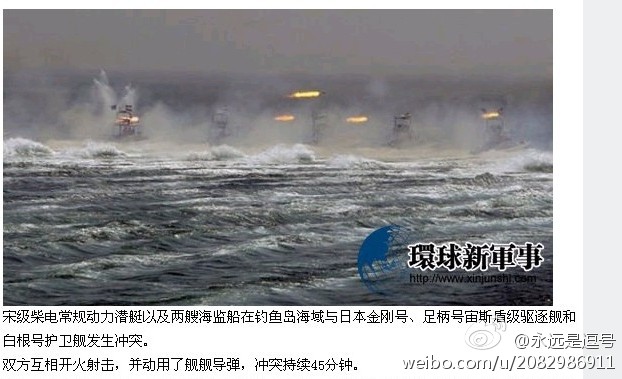 環球新軍事
http://www.xinjunshi.com
宋级柴电常规动力潜艇以及两艘海监船在钓鱼岛海域与日本金刚号、足柄号宙斯盾级驱逐舰和
白根号护卫舰发生冲突。
@永远是逗号
双方互相开火射击，并动用了舰舰导弹，冲突持续45分钟。
weibo.com/u/2082986911